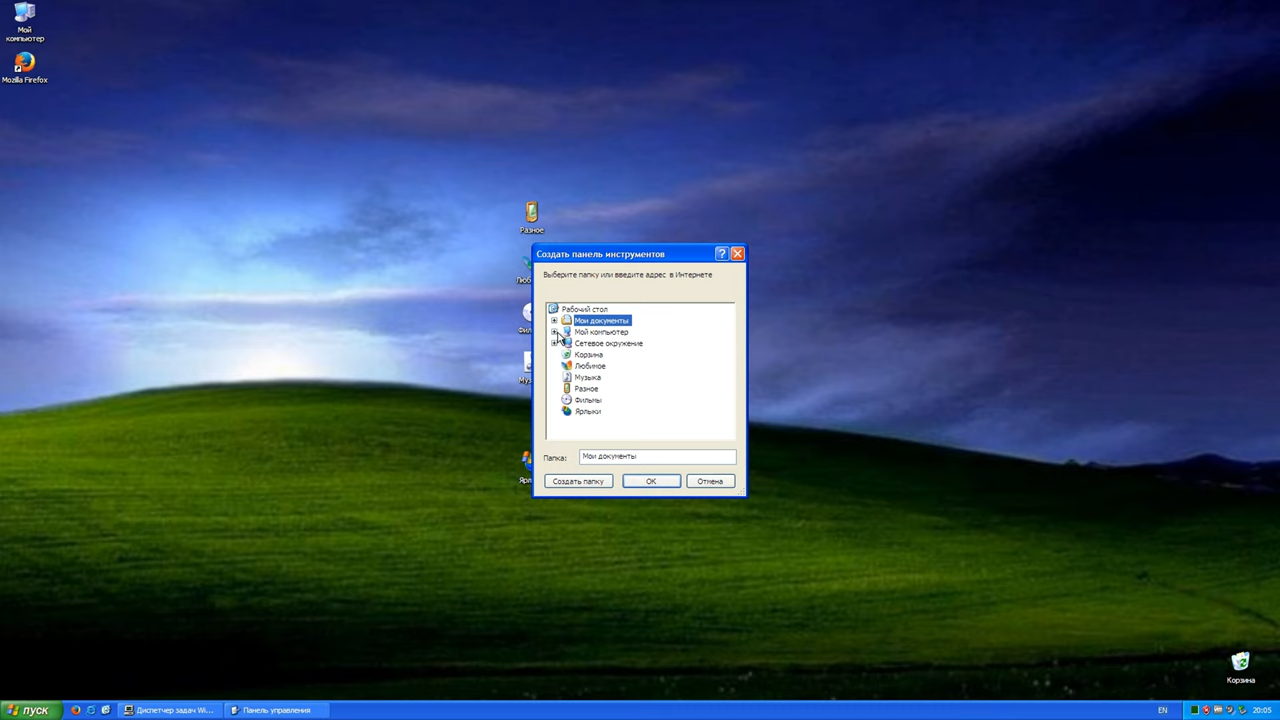 Мой
компьютер
Mozilla Firefox
Разное
Создать панель инструментов
Выберите папку или введите адрес в Интернете
Рабочий стол
Мои документы
Мой компьютер
Сетевое окружение
Корзина
Любиное
Музыка
Разное
Фильмы
Ярлыки
Папка:
Мои документы
Создать папку
OK
Отмена
Корзина
пуск
Диспетчер задач Wi...
Панель управления
EN
20:05